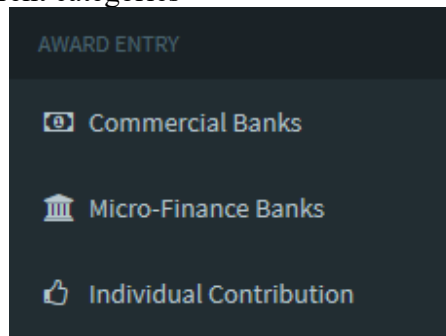 AWARD ENTRY
Commercial Banks
Micro-Finance Banks
Individual Contribution